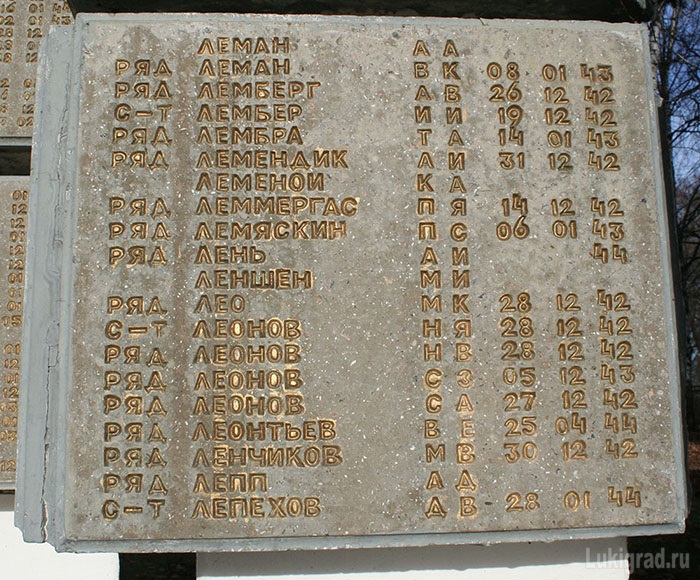 ЛЕМАН А А
РЯД ЛЕМАН В К 08 01 43
РЯД ЛЕМБЕРГ А В 26 12 42
С-Т ЛЕМБЕР И И 19 12 42
РЯД ЛЕМБРА Т А 14 01 43
РЯД ЛЕМЕНДИК А И 31 12 42
ЛЕМЕНОЙ К А
РЯД ЛЕММЕРГАС П Я 14 12 42
РЯД ЛЕМЯСКИН П С 06 01 43
РЯД ЛЕНЬ А И 44
ЛЕНШЕН М И
РЯД ЛЕО М К 28 12 42
С-Т ЛЕОНОВ Н Я 28 12 42
РЯД ЛЕОНОВ Н В 28 12 42
РЯД ЛЕОНОВ С З 05 12 43
РЯД ЛЕОНОВ С А 27 12 42
РЯД ЛЕОНТЬЕВ В Е 25 04 44
РЯД ЛЕНЧИКОВ М В 30 12 42
РЯД ЛЕПП А Д
С-Т ЛЕПЕХОВ Д В 28 01 44
Lukigrad.ru